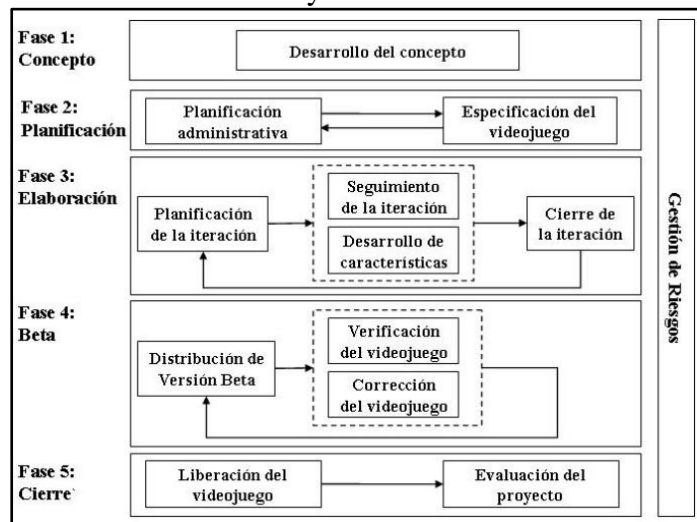 Fase 1:
Concepto
Desarrollo del concepto
Fase 2:
Planificación
Planificación
administrativa
Especificación del
videojuego
Fase 3:
Elaboración
Planificación
de la iteración
Seguimiento
de la iteración
Desarrollo de
características
Cierre de
la iteración
Fase 4:
Beta
Distribución de
Versión Beta
Verificación
del videojuego
Corrección
del videojuego
Fase 5:
Cierre`
Liberación del
videojuego
Evaluación del
proyecto
Gestión de Riesgos